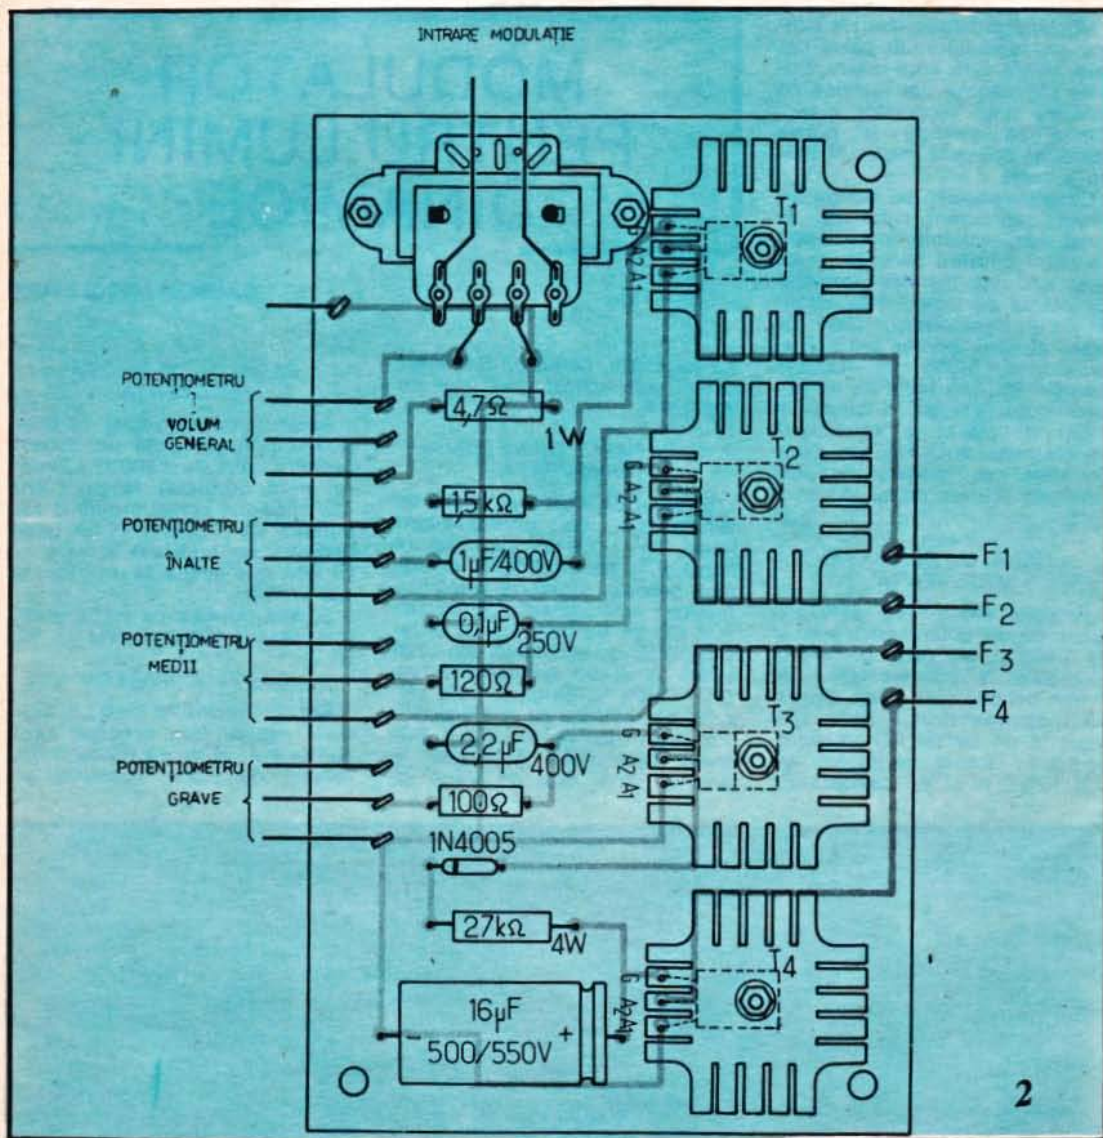 INTRARE MODULAȚIE
T1
G A2 A1
POTENȚIOMETRU
VOLUM
GENERAL
4,7Ω
1W
T2
G A2 A1
1,5kΩ
POTENȚIOMETRU
ÎNALTE
1µF/400V
F1
F2
0,1µF
250V
POTENȚIOMETRU
MEDII
120Ω
F3
F4
T3
G A2 A1
2,2µF
400V
POTENȚIOMETRU
GRAVE
100Ω
1N4005
27kΩ
4W
T4
G A2 A1
16µF
- 500/550V +
2